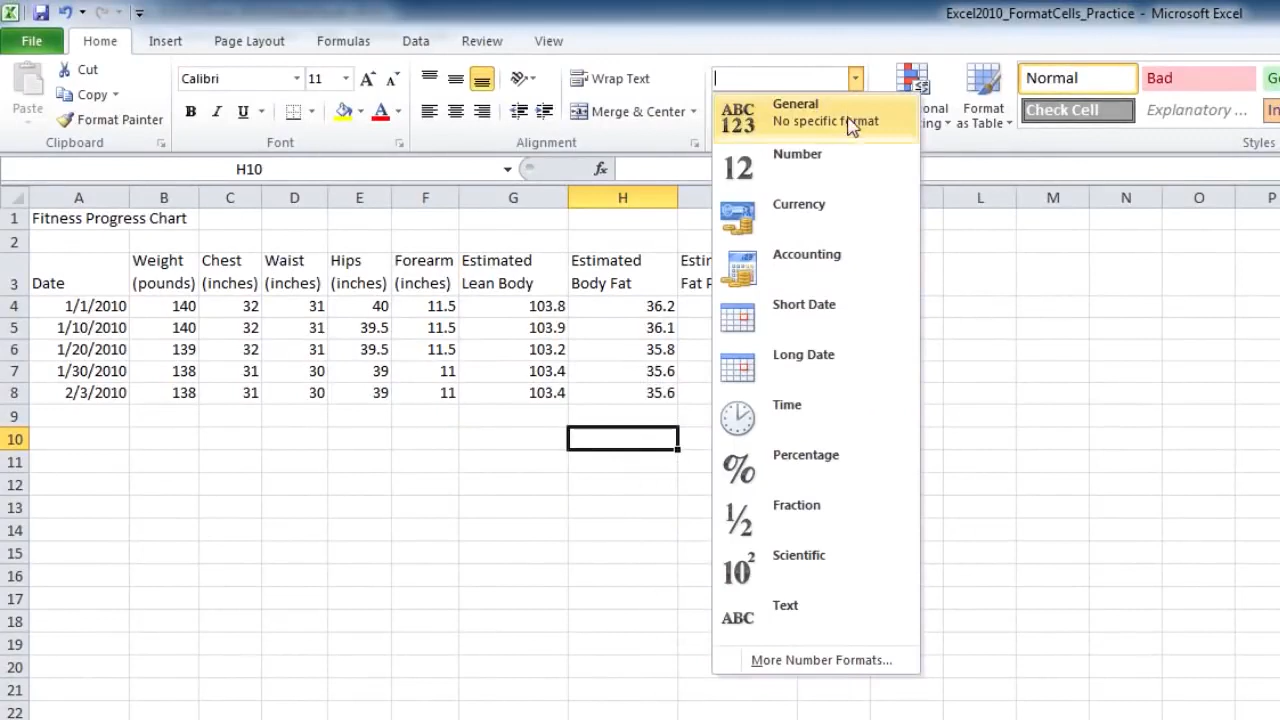 Excel2010_FormatCells_Practice - Microsoft Excel
File Home Insert Page Layout Formulas Data Review View
Paste
Cut
Copy
Format Painter
Clipboard
Calibri 11
B I U
Font
Wrap Text
Merge & Center
Alignment
General
No specific format
Number
Currency
Accounting
Short Date
Long Date
Time
Percentage
Fraction
Scientific
Text
More Number Formats...
Format
as Table
Normal Bad
Check Cell Explanatory ...
Styles
H10 fx
A B C D E F G H L M N O P
1 Fitness Progress Chart
2
Weight Chest Waist Hips Forearm Estimated Estimated
3 Date (pounds) (inches) (inches) (inches) (inches) Lean Body Body Fat
4 1/1/2010 140 32 31 40 11.5 103.8 36.2
5 1/10/2010 140 32 31 39.5 11.5 103.9 36.1
6 1/20/2010 139 32 31 39.5 11.5 103.2 35.8
7 1/30/2010 138 31 30 39 11 103.4 35.6
8 2/3/2010 138 31 30 39 11 103.4 35.6
9
10
11
12
13
14
15
16
17
18
19
20
21
22